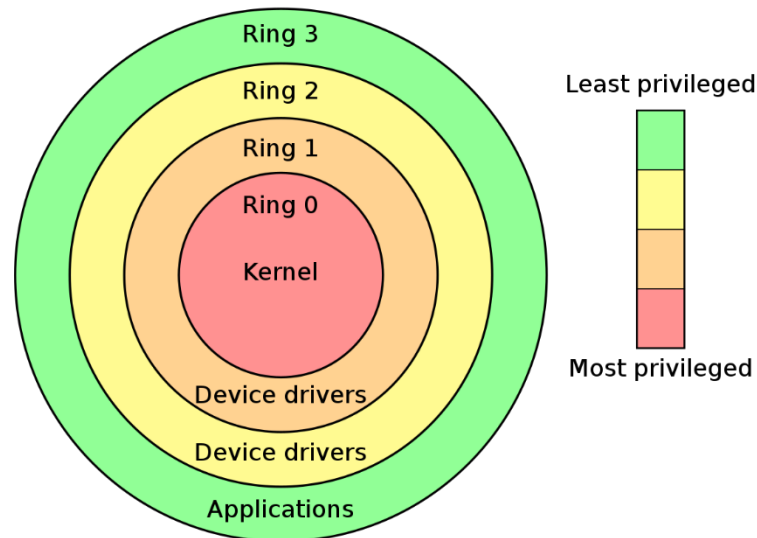 Ring 3
Ring 2
Ring 1
Ring 0
Kernel
Device drivers
Device drivers
Applications
Least privileged
Most privileged